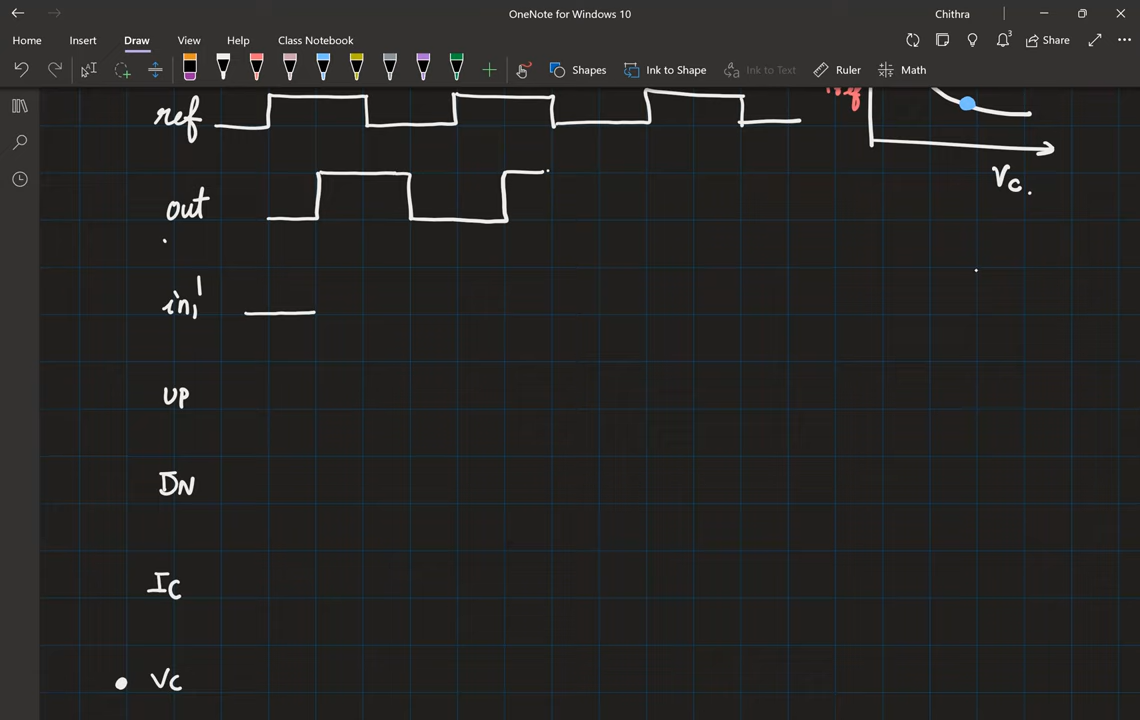 OneNote for Windows 10
Chithra
Home Insert Draw View Help Class Notebook
3 Share
Shapes Ink to Shape Ink to Text Ruler Math
ref
Vc
out
in,'
UP
DN
Ic
Vc